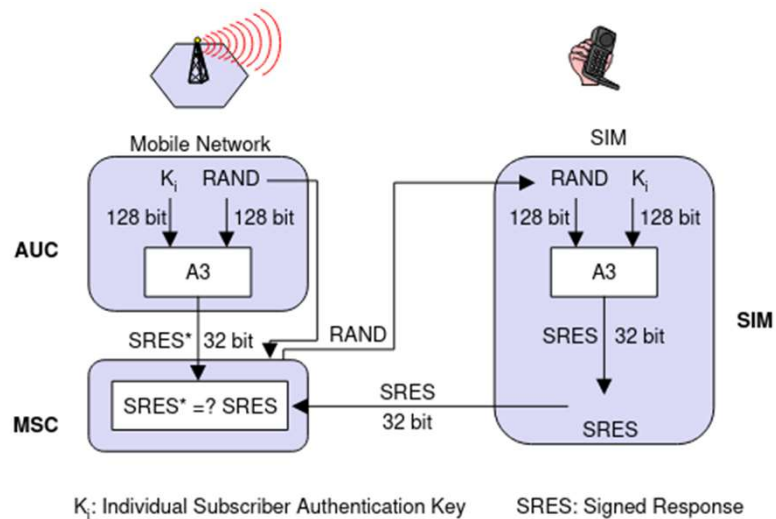 Mobile Network
SIM
Ki RAND
RAND Ki
128 bit 128 bit
128 bit 128 bit
AUC
A3
A3
SIM
SRES* 32 bit
RAND
SRES 32 bit
MSC
SRES* =? SRES
SRES
32 bit
SRES
Ki: Individual Subscriber Authentication Key
SRES: Signed Response